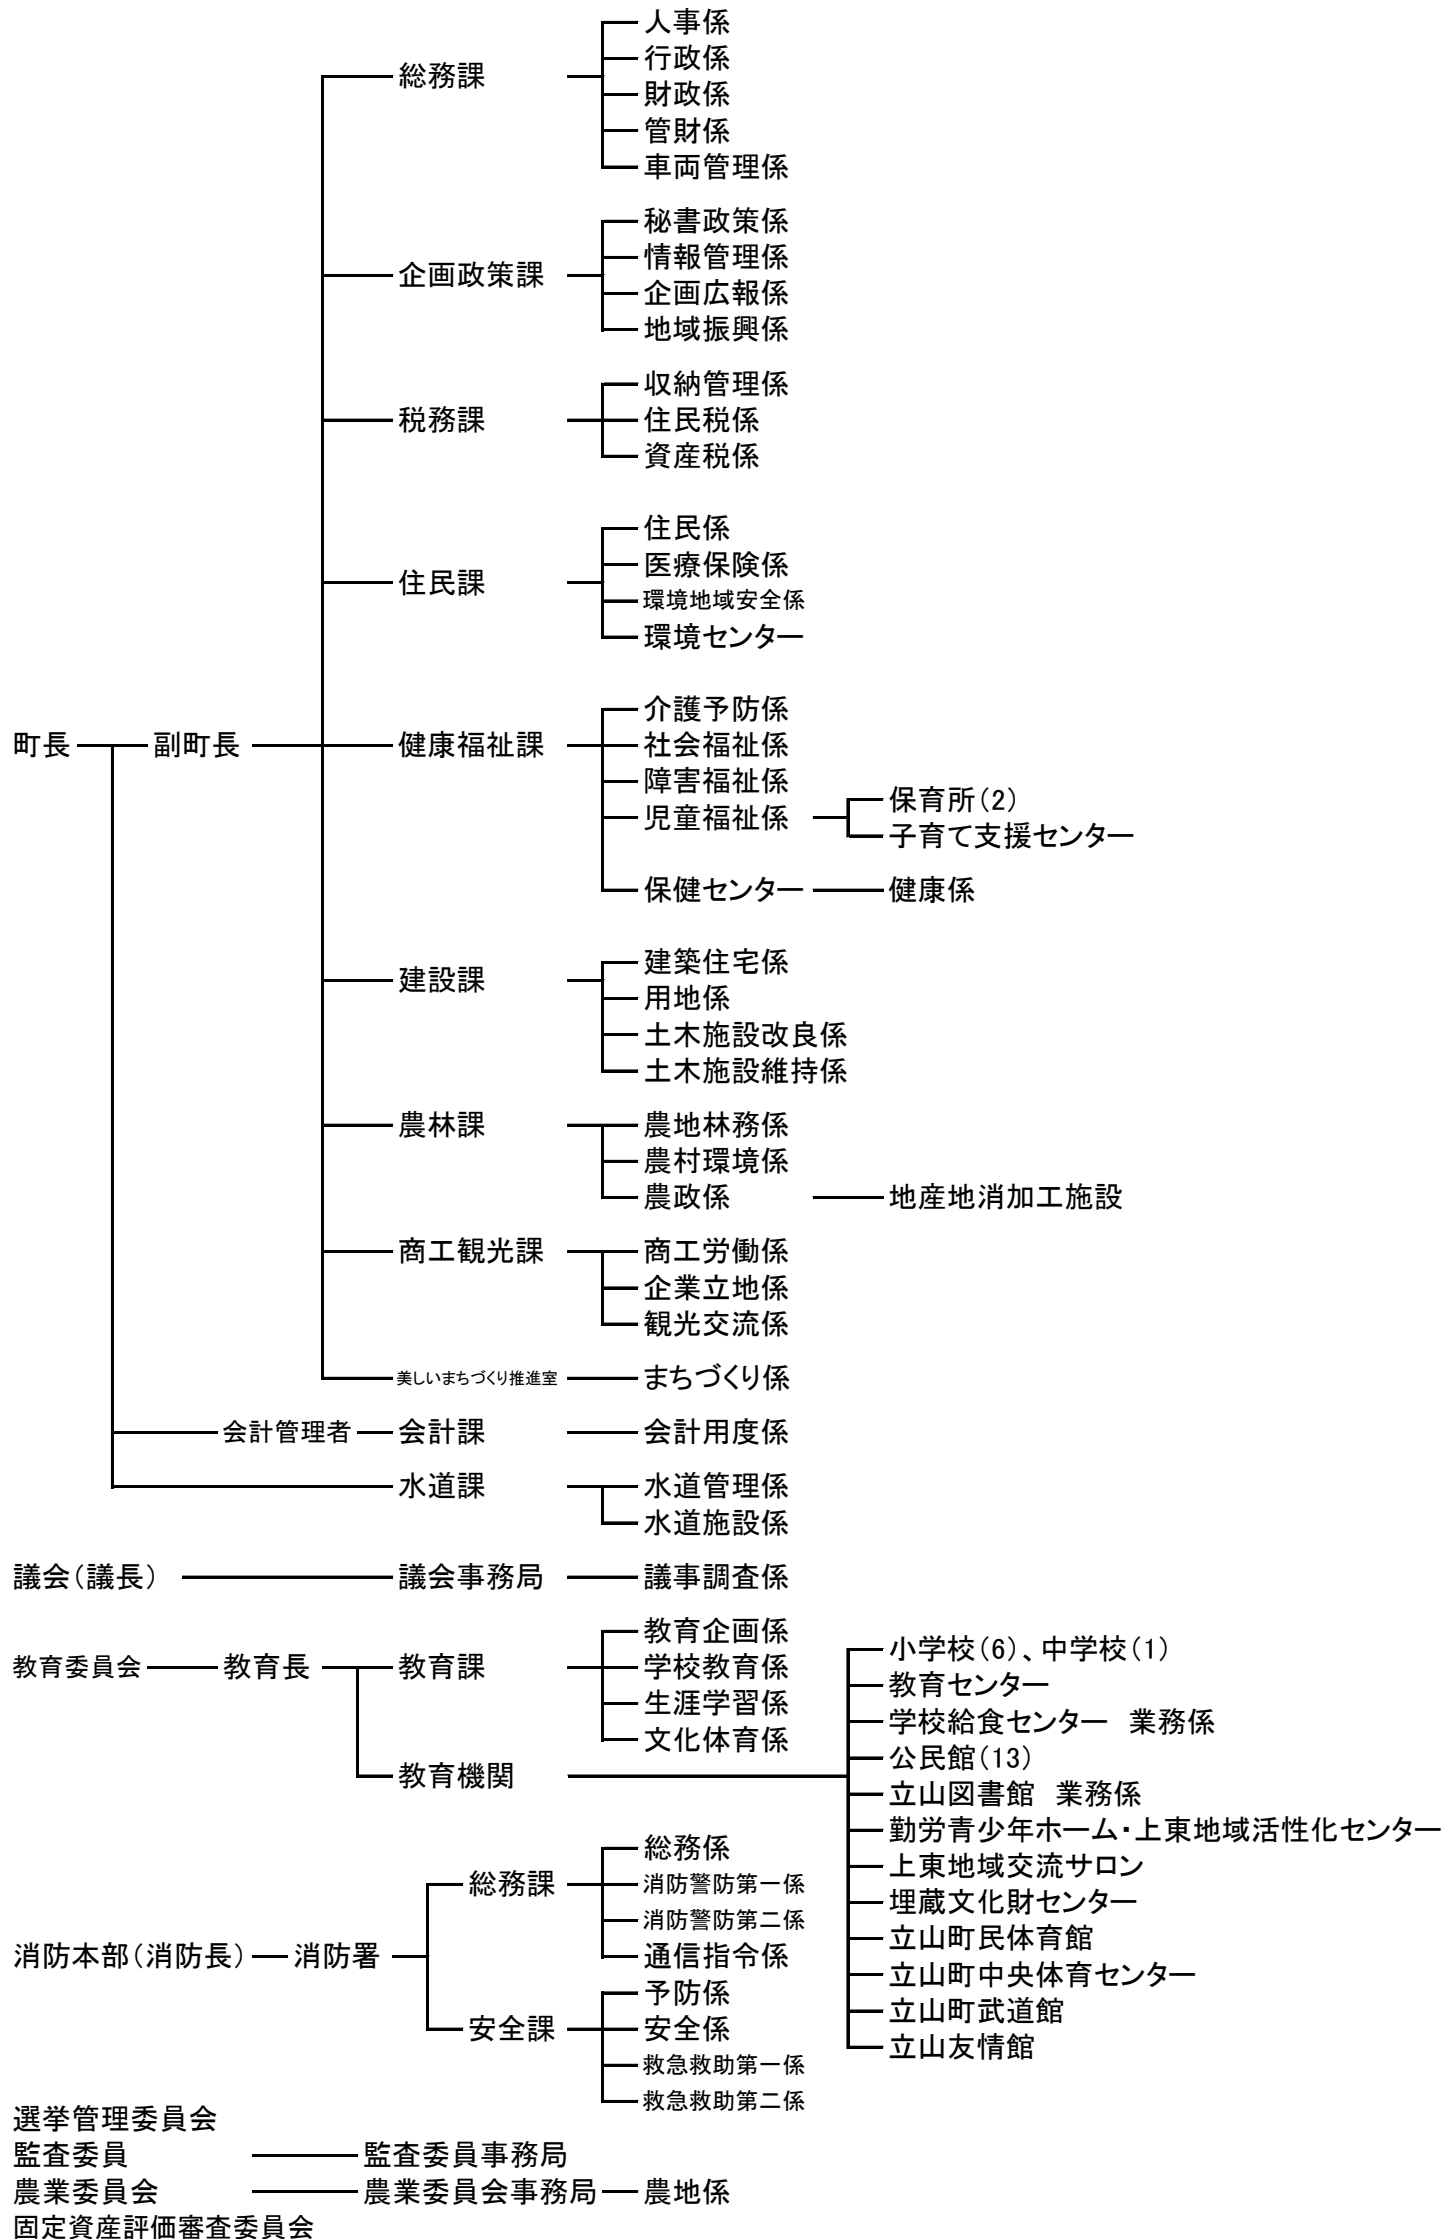 人事係
行政係
総務課
財政係
管財係
車両管理係
秘書政策係
情報管理係
企画政策課
企画広報係
地域振興係
収納管理係
税務課 住民税係
資産税係
住民係
医療保険係
住民課
環境地域安全係
環境センター
介護予防係
町長 副町長 健康福祉課 社会福祉係
障害福祉係
保育所(2)
児童福祉係
子育て支援センター
保健センター 健康係
建築住宅係
建設課
用地係
土木施設改良係
土木施設維持係
農林課 農地林務係
農村環境係
農政係 地産地消加工施設
商工観光課 商工労働係
企業立地係
観光交流係
美しいまちづくり推進室 まちづくり係
会計管理者 会計課 会計用度係
水道課 水道管理係
水道施設係
議会(議長) 議会事務局 議事調査係
教育企画係
小学校(6)、中学校(1)
教育委員会 教育長 教育課 学校教育係
教育センター
生涯学習係
学校給食センター 業務係
文化体育係
公民館(13)
教育機関
立山図書館 業務係
勤労青少年ホーム・上東地域活性化センター
総務係
上東地域交流サロン
総務課 消防警防第一係
埋蔵文化財センター
消防警防第二係
立山町民体育館
消防本部(消防長) 消防署 通信指令係
立山町中央体育センター
予防係
立山町武道館
安全課 安全係
立山友情館
救急救助第一係
救急救助第二係
選挙管理委員会
監査委員 監査委員事務局
農業委員会 農業委員会事務局 農地係
固定資産評価審査委員会